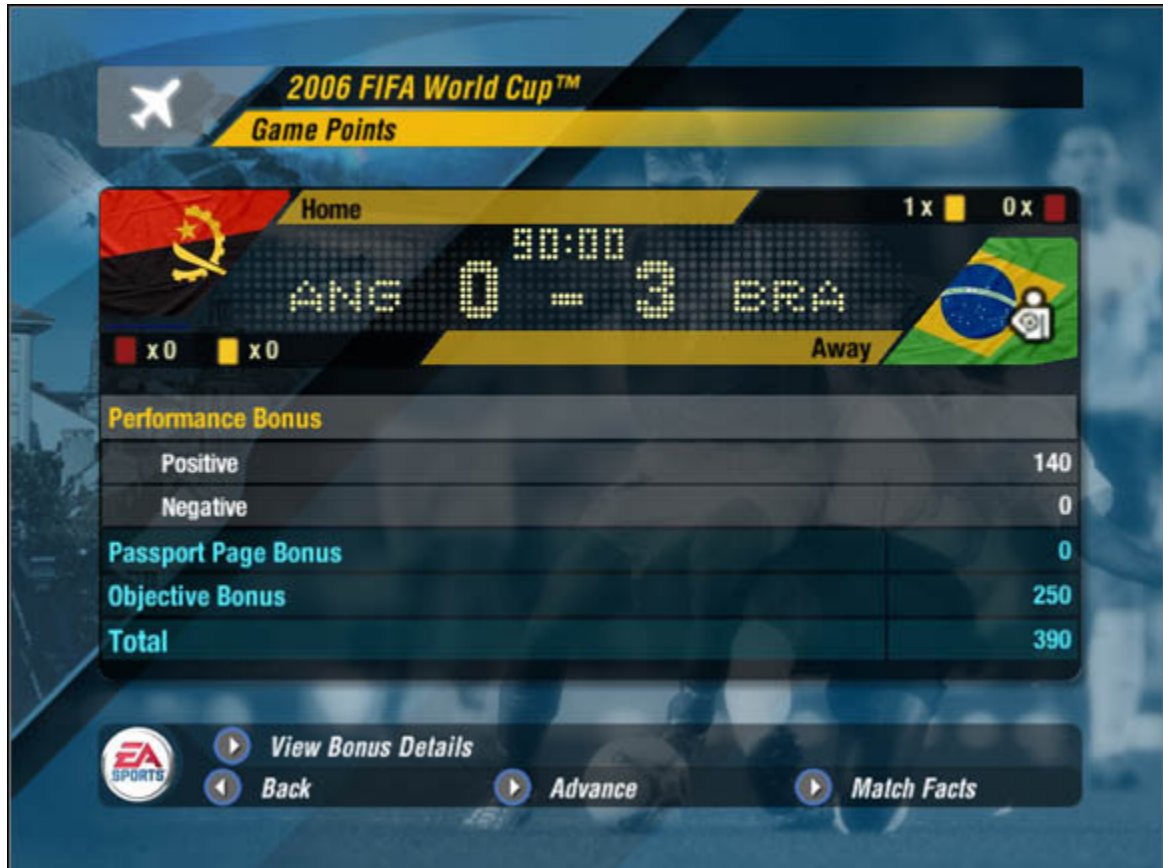 2006 FIFA World Cup™
Game Points
Home
1 x 0 x
90:00
ANG 0 - 3 BRA
x 0 x 0
Away
Performance Bonus
Positive 140
Negative 0
Passport Page Bonus 0
Objective Bonus 250
Total 390
EA SPORTS
View Bonus Details
Back Advance Match Facts